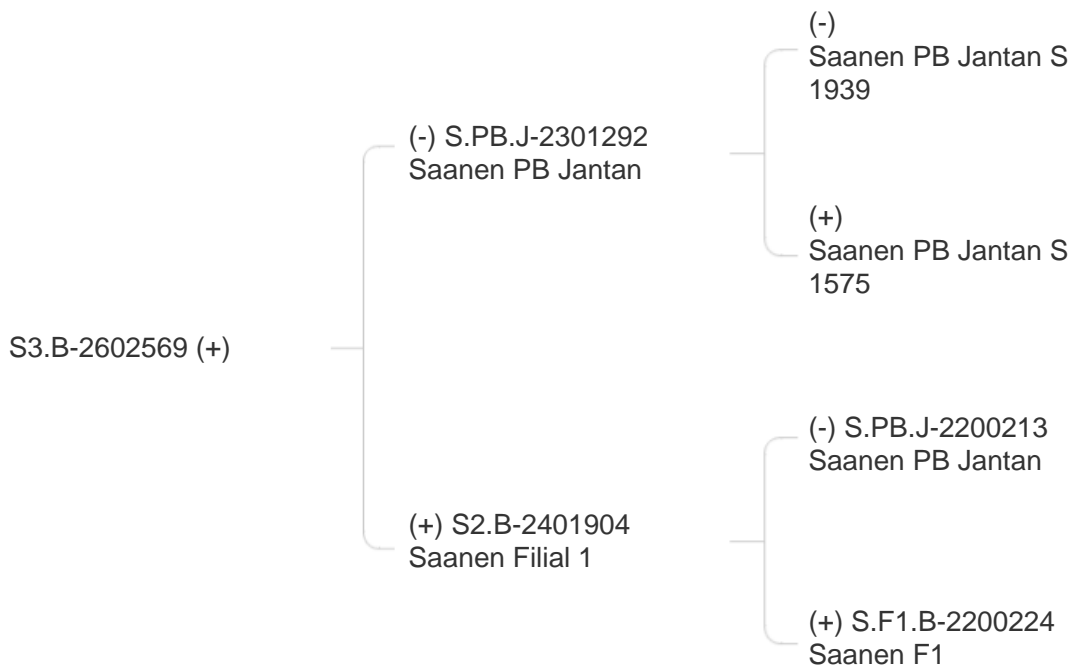 (-)
Saanen PB Jantan S
1939
(-) S.PB.J-2301292
Saanen PB Jantan
(+)
Saanen PB Jantan S
1575
S3.B-2602569 (+)
(-) S.PB.J-2200213
Saanen PB Jantan
(+) S2.B-2401904
Saanen Filial 1
(+) S.F1.B-2200224
Saanen F1